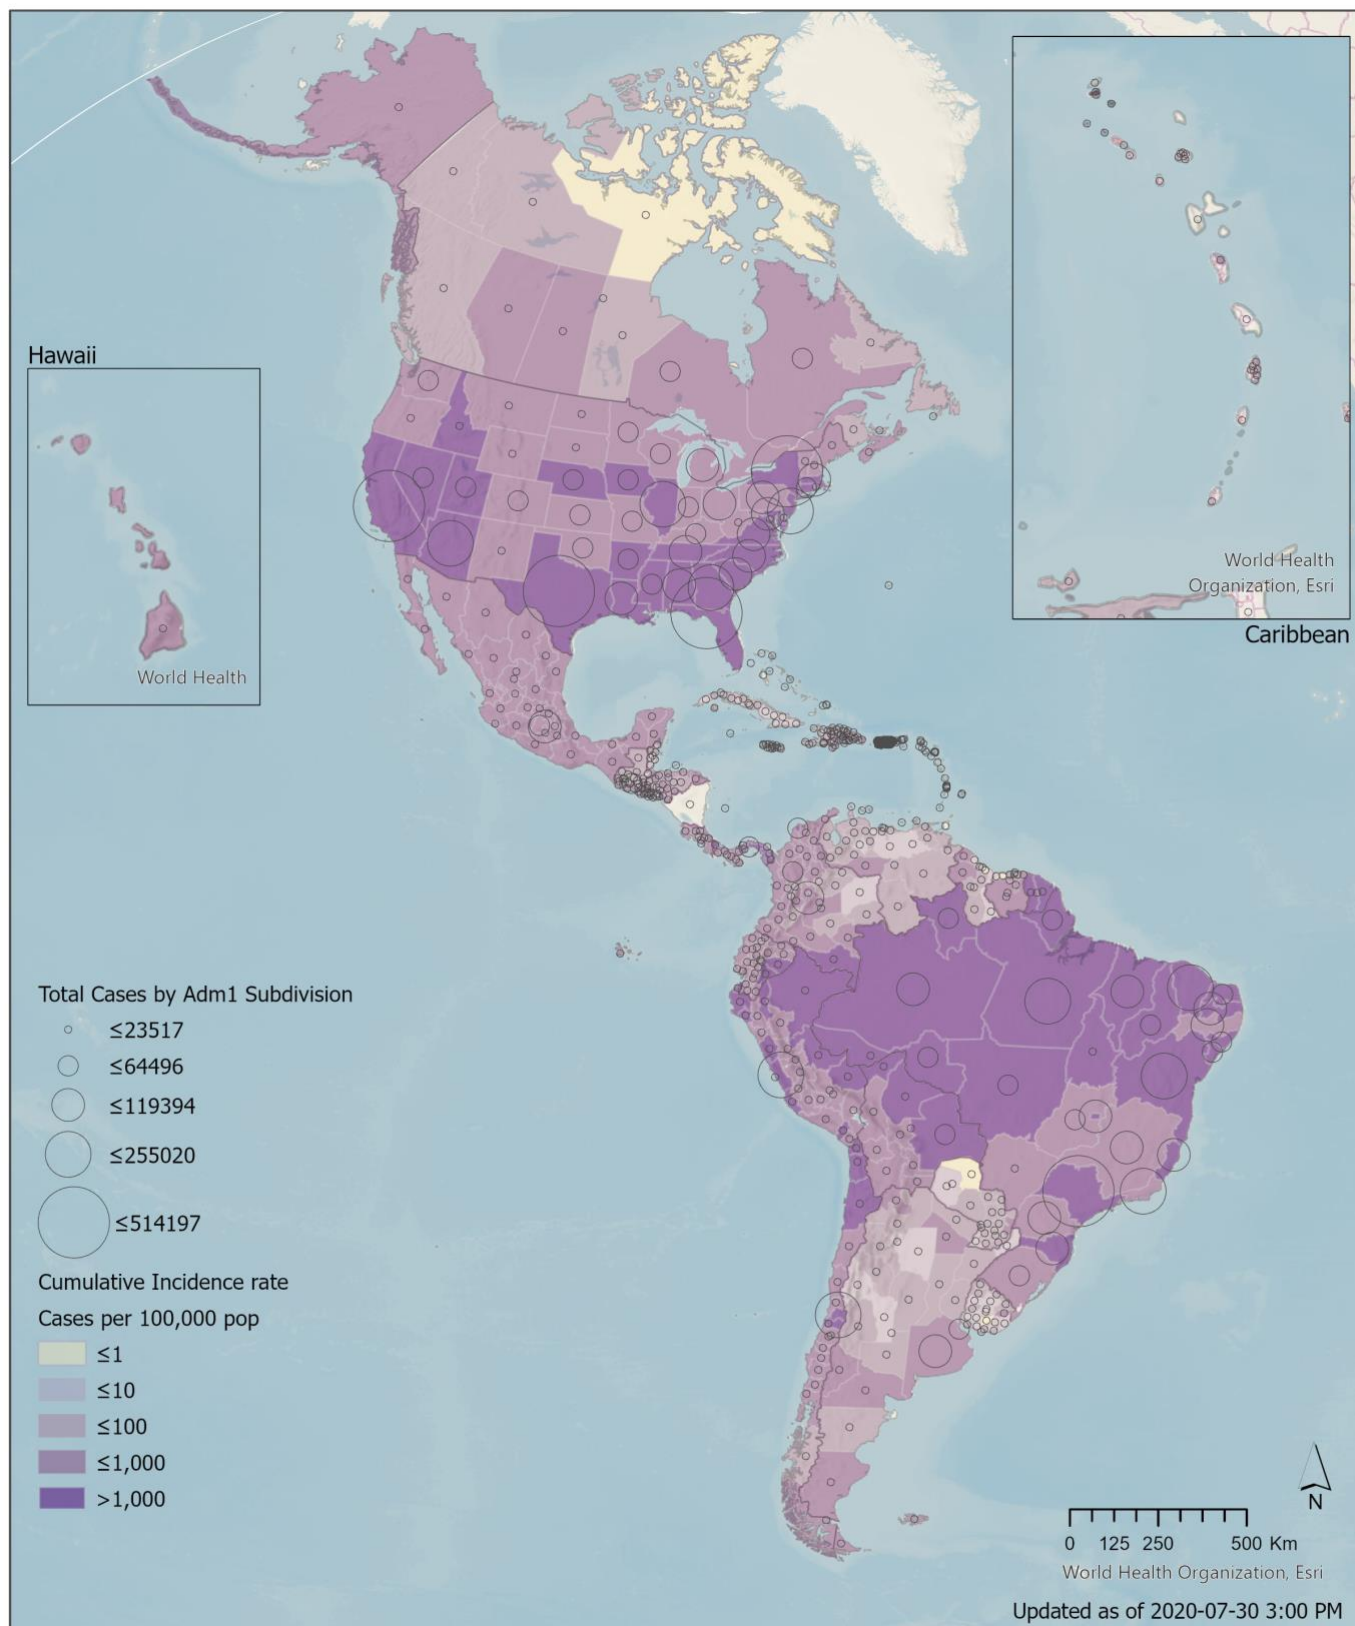 Hawaii
World Health
World Health
Organization, Esri
Caribbean
Total Cases by Adm1 Subdivision
≤23517
≤64496
≤119394
≤255020
≤514197
Cumulative Incidence rate
Cases per 100,000 pop
≤1
≤10
≤100
≤1,000
>1,000
N
0 125 250 500 Km
World Health Organization, Esri
Updated as of 2020-07-30 3:00 PM